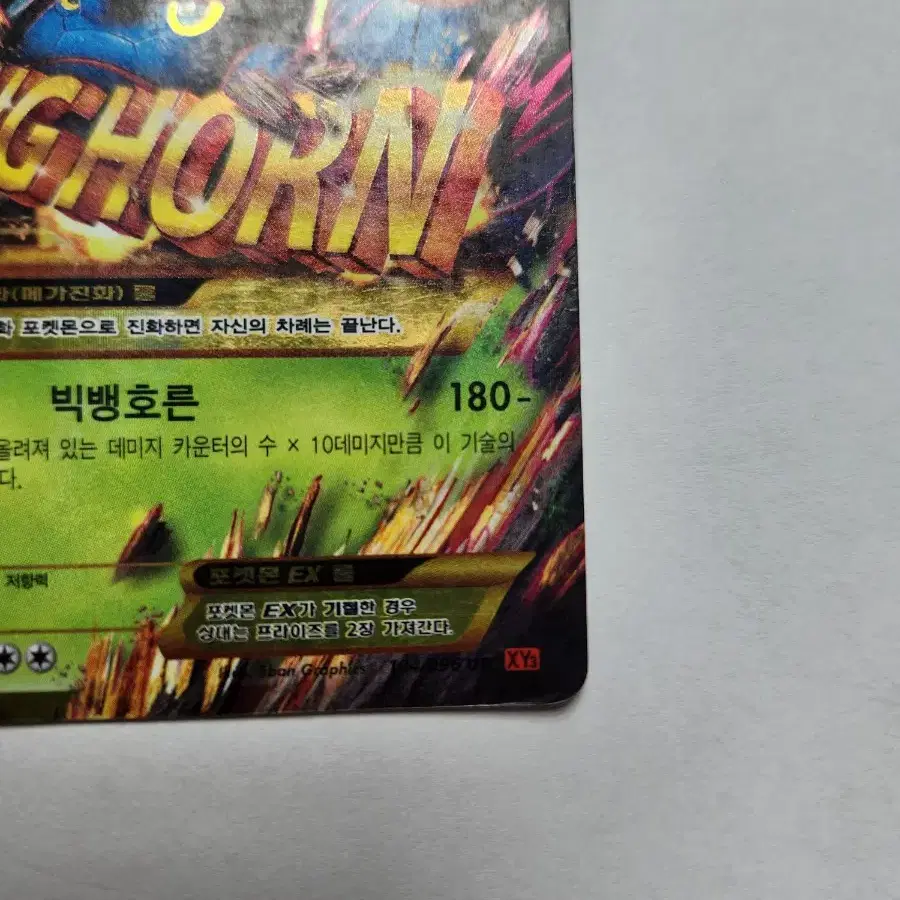 GHORN
(메가진화) 룰
화 포켓몬으로 진화하면 자신의 차례는 끝난다.
빅뱅호른 180-
올려져 있는 데미지 카운터의 수 × 10데미지만큼 이 기술의
다.
저항력
포켓몬 EX 룰
포켓몬 EX가 기절한 경우
상대는 프라이즈를 2장 가져간다.
5ban Graphics XY3